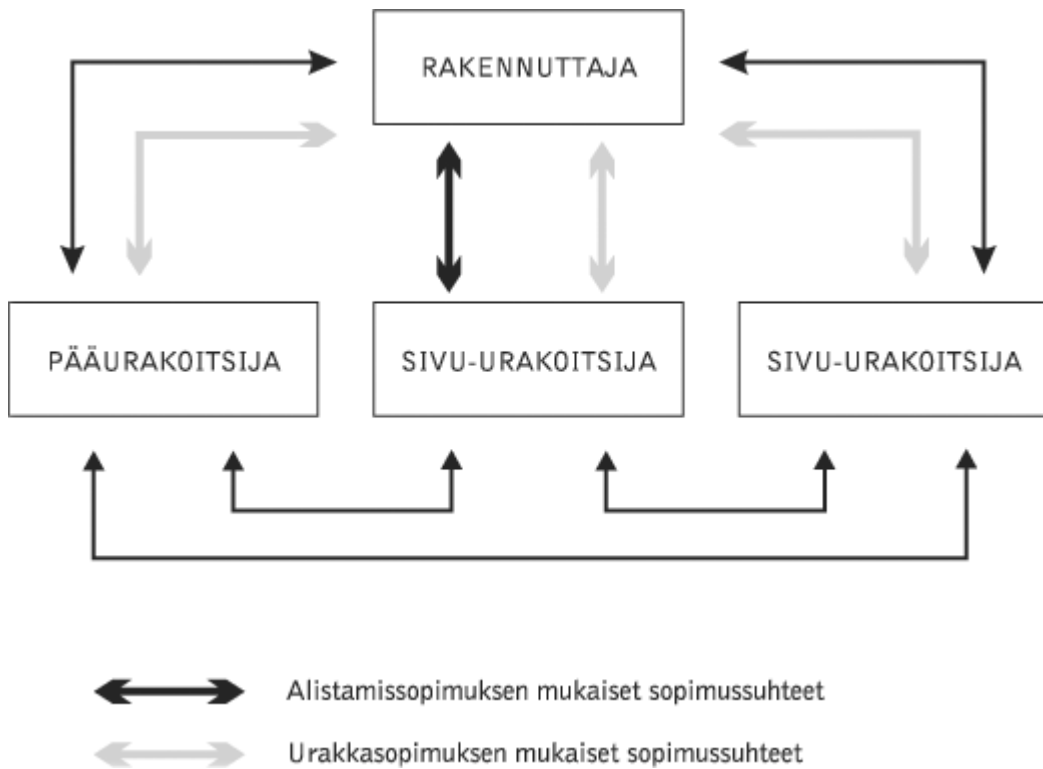 RAKENNUTTAJA
PÄÄURAKOITSIJA
SIVU-URAKOITSIJA
SIVU-URAKOITSIJA
Alistamissopimuksen mukaiset sopimussuhteet
Urakkasopimuksen mukaiset sopimussuhteet